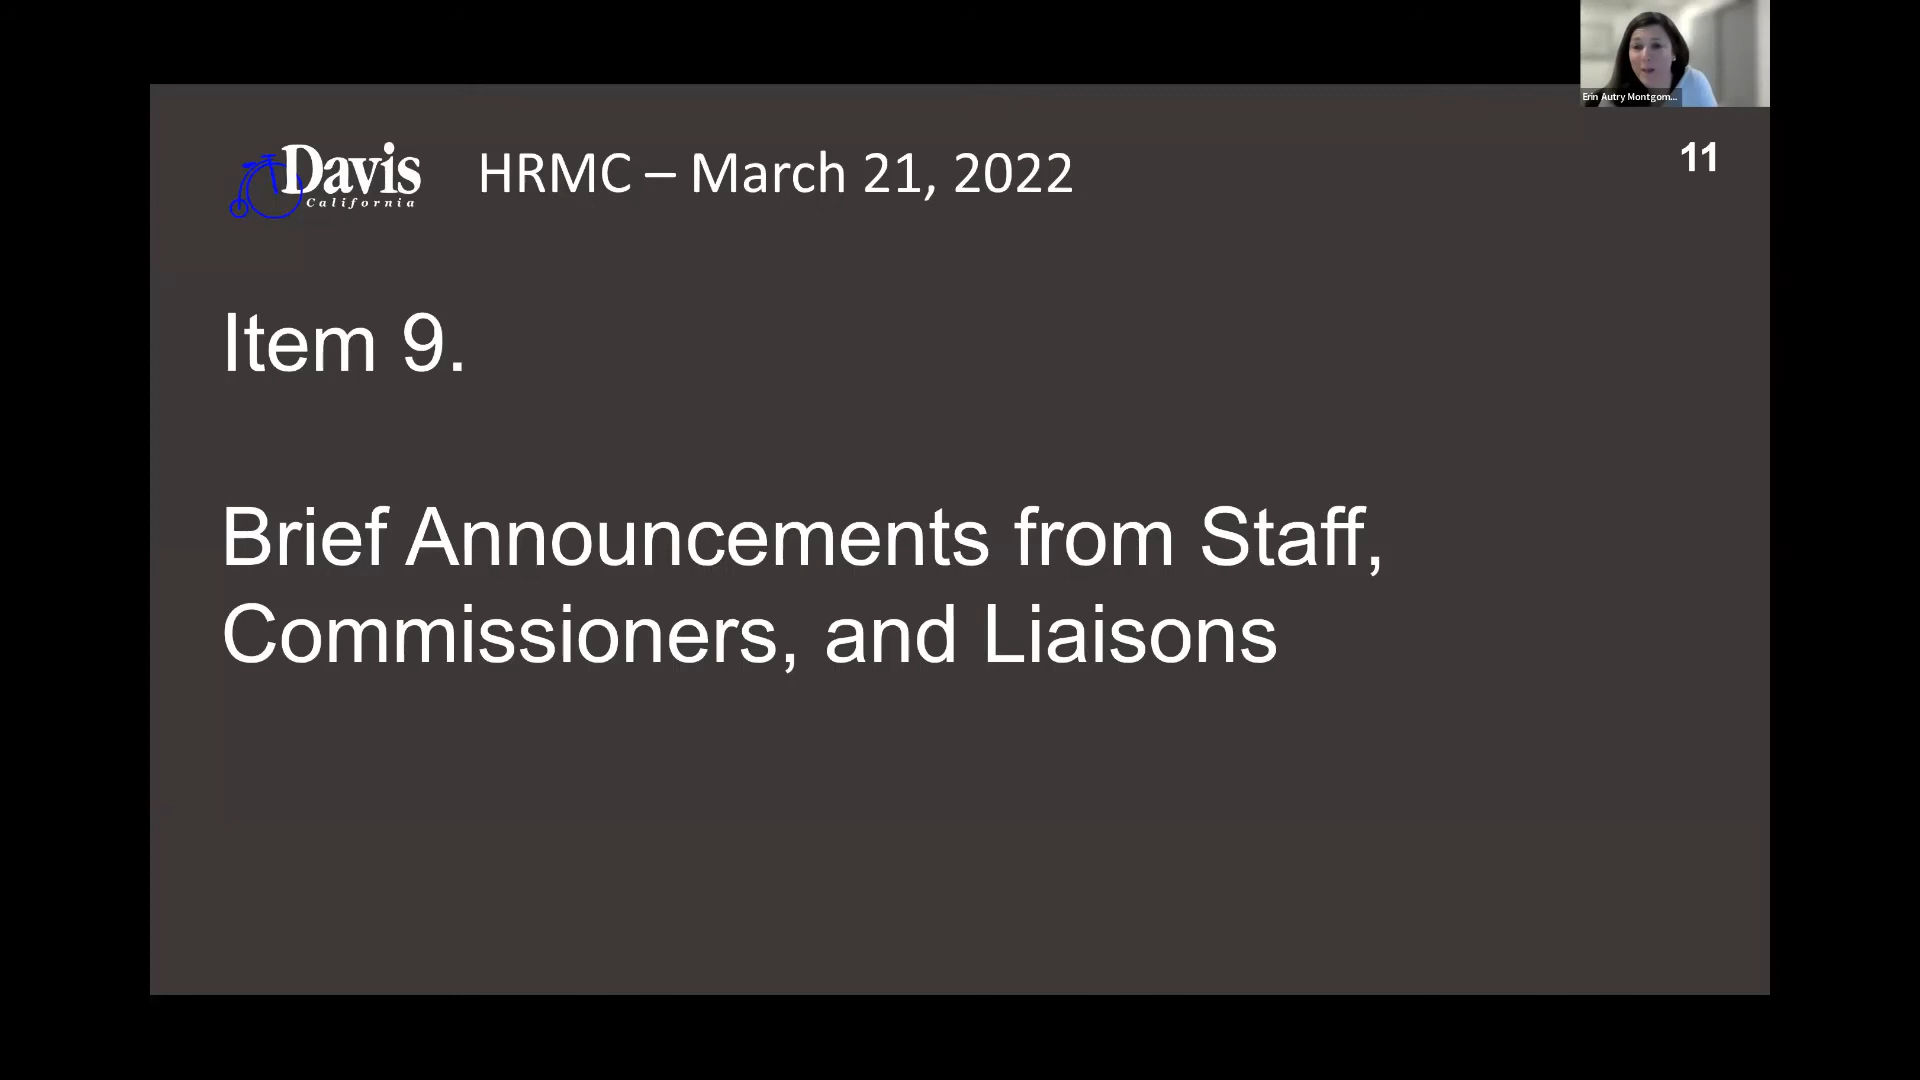 Erin Autry Montgom...
Davis
California
HRMC – March 21, 2022
11
Item 9.
Brief Announcements from Staff,
Commissioners, and Liaisons